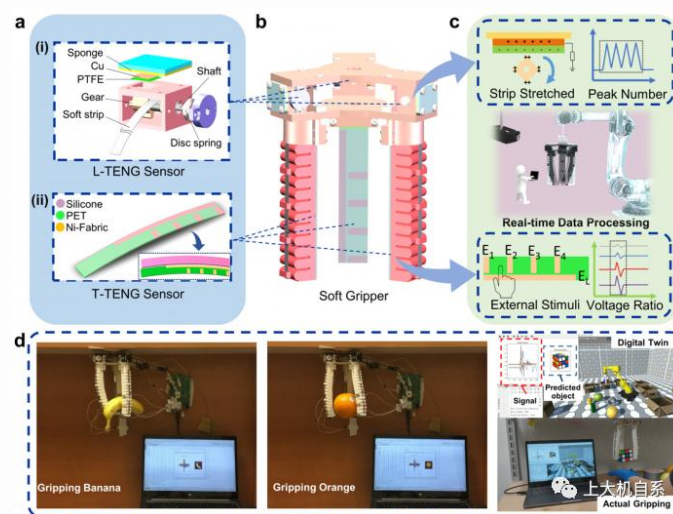 a
(i)
Sponge
Cu
PTFE
Gear
Soft strip
Shaft
Disc spring
L-TENG Sensor
(ii)
Silicone
PET
Ni-Fabric
T-TENG Sensor
b
Soft Gripper
c
Strip Stretched
Peak Number
Real-time Data Processing
E1 E2 E3 E4
EL
External Stimuli
Voltage Ratio
d
Gripping Banana
Gripping Orange
Signal
Predicted
object
Digital Twin
Actual Gripping
上大机自系